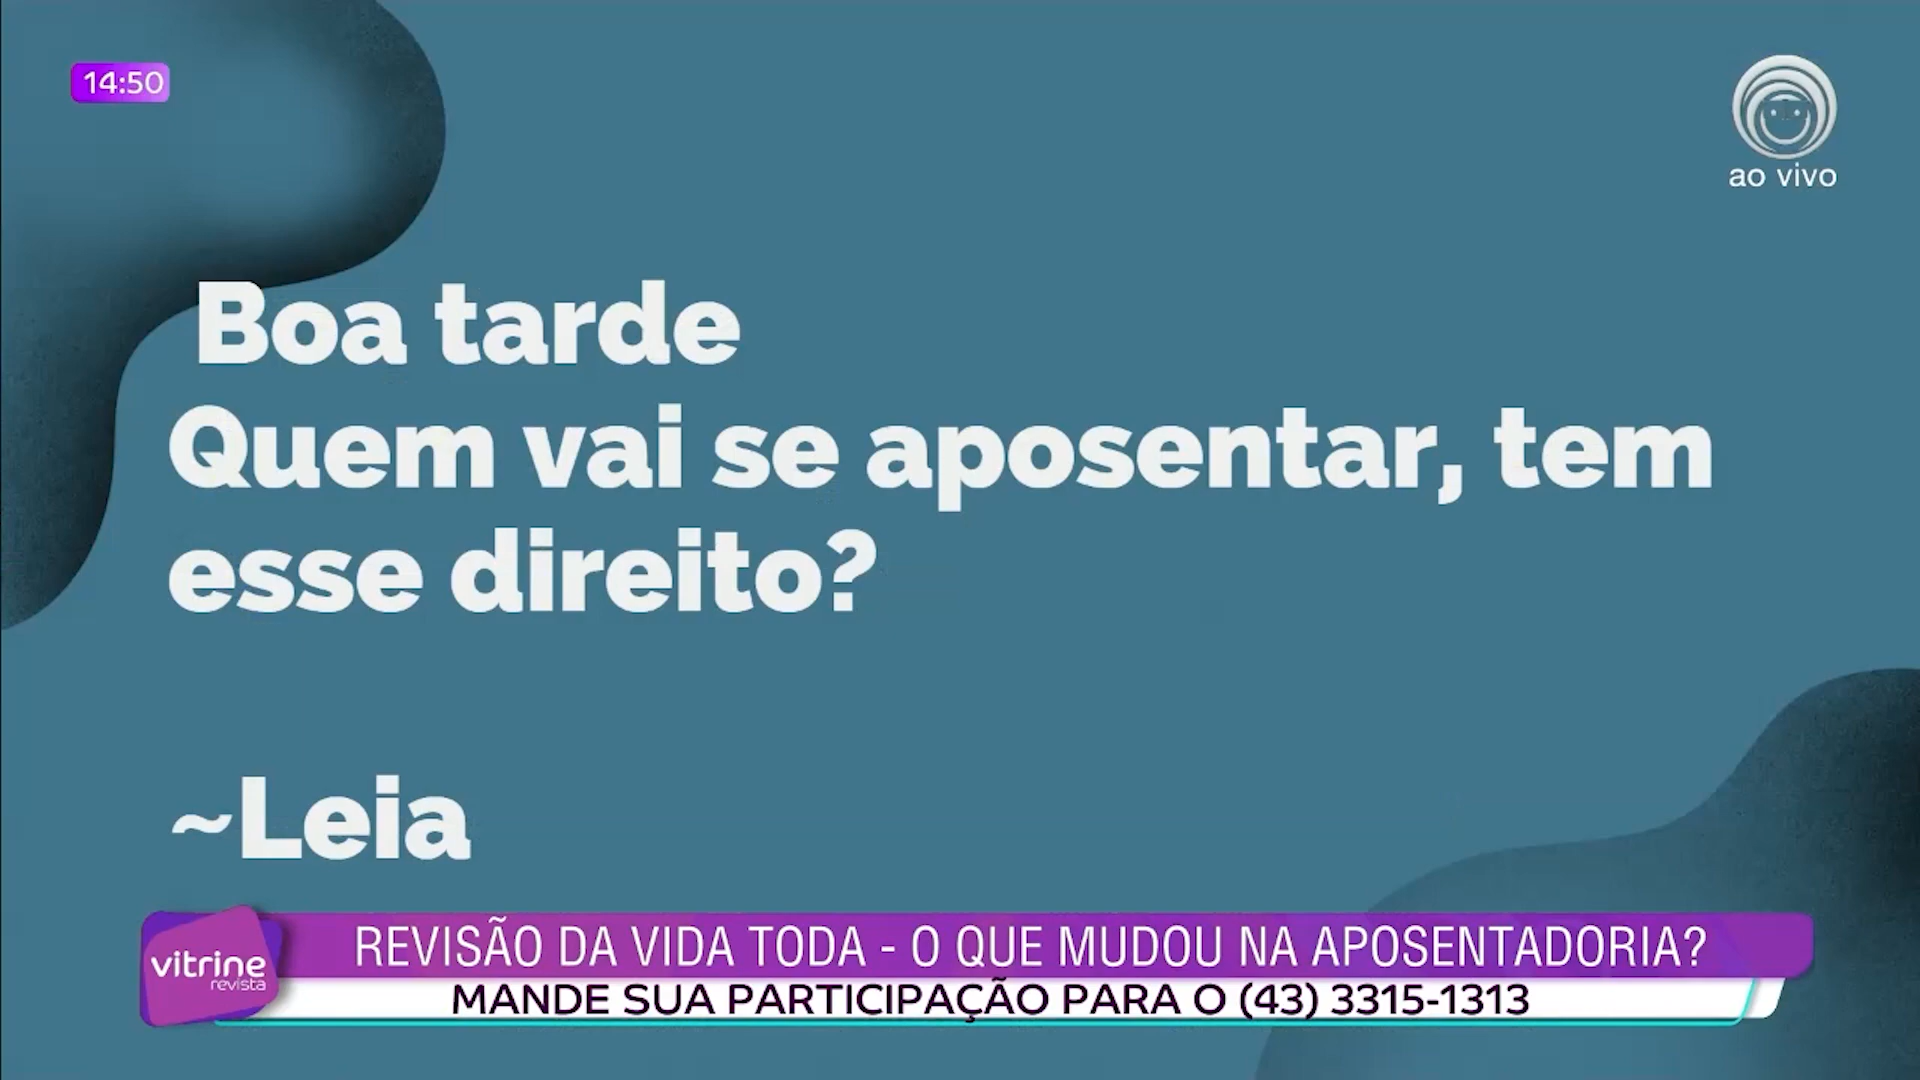 14:50
ao vivo
Boa tarde
Quem vai se aposentar, tem
esse direito?
~Leia
vitrine
revista
REVISÃO DA VIDA TODA - O QUE MUDOU NA APOSENTADORIA?
MANDE SUA PARTICIPAÇÃO PARA O (43) 3315-1313